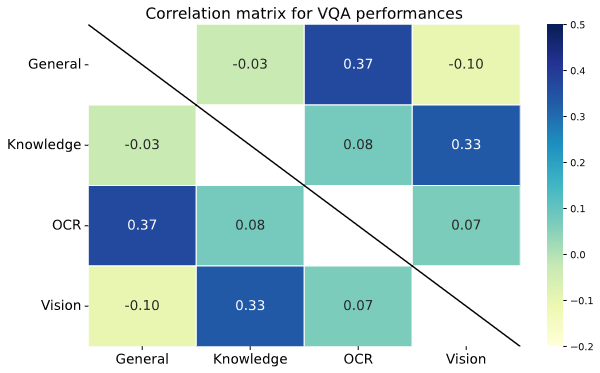 Correlation matrix for VQA performances
General
-0.03
0.37
-0.10
Knowledge
-0.03
0.08
0.33
OCR
0.37
0.08
0.07
Vision
-0.10
0.33
0.07
General
Knowledge
OCR
Vision
0.5
0.4
0.3
0.2
0.1
0.0
−0.1
−0.2